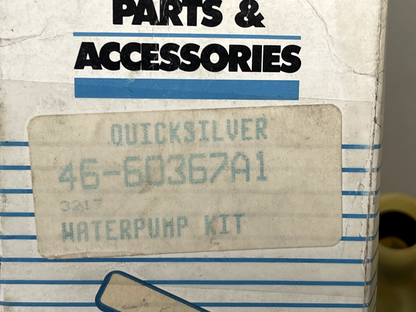 PARTS &
ACCESSORIES
QUICKSILVER
46-60367A1
3217
WATERPUMP KIT